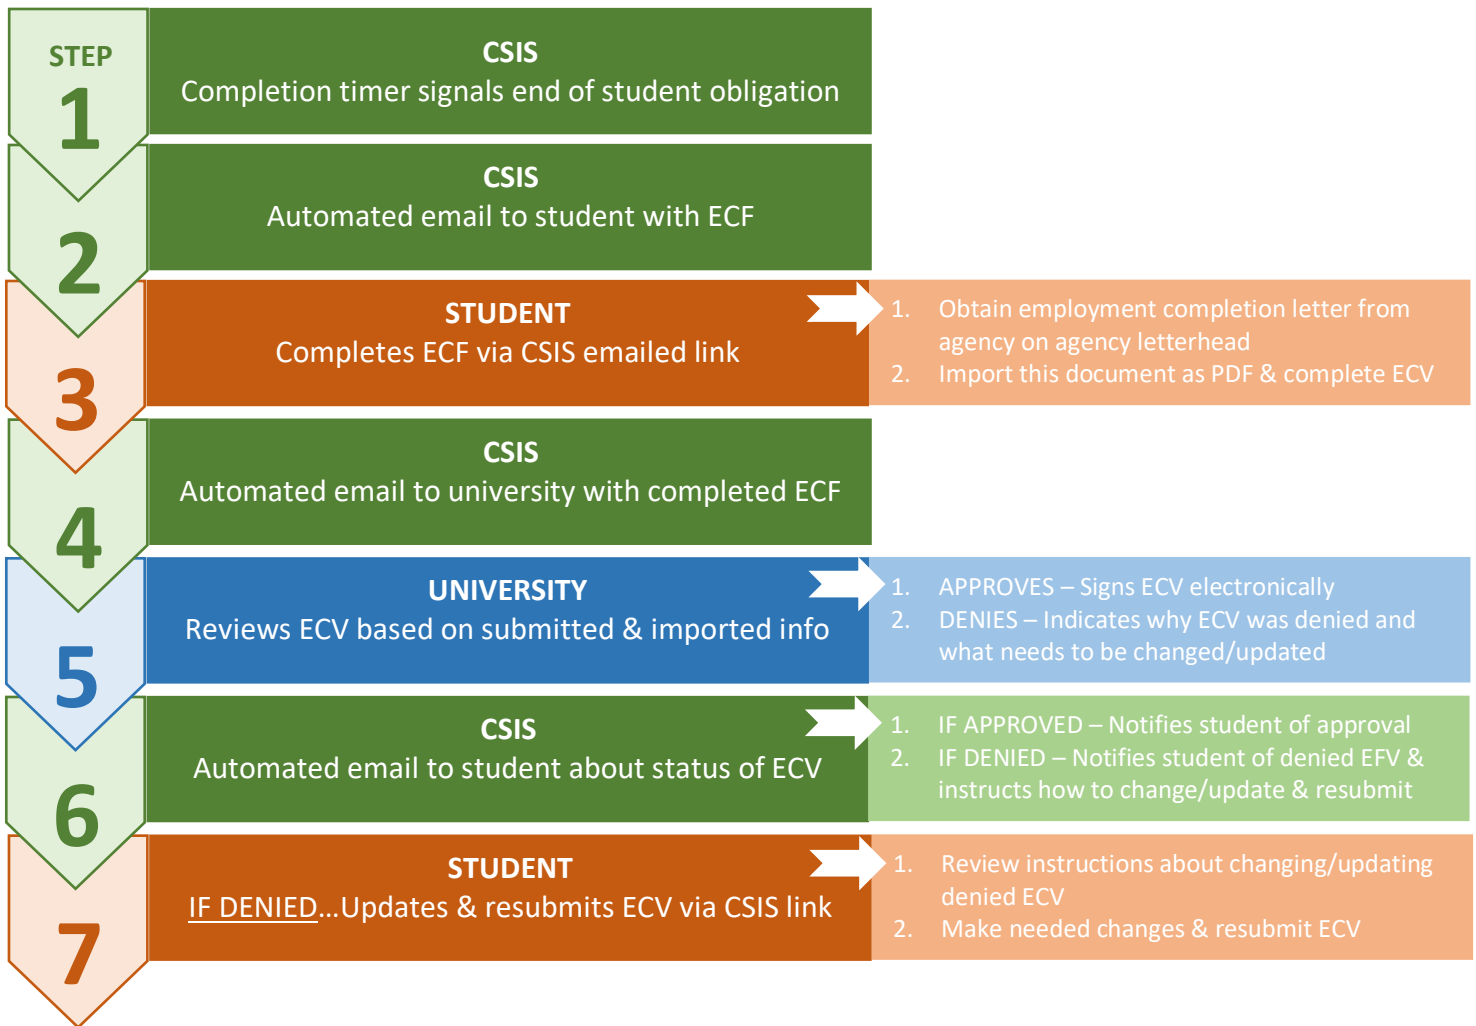 STEP
1
CSIS
Completion timer signals end of student obligation
2
CSIS
Automated email to student with ECF
3
STUDENT
Completes ECF via CSIS emailed link
1. Obtain employment completion letter from
agency on agency letterhead
2. Import this document as PDF & complete ECV
4
CSIS
Automated email to university with completed ECF
5
UNIVERSITY
Reviews ECV based on submitted & imported info
1. APPROVES – Signs ECV electronically
2. DENIES – Indicates why ECV was denied and
what needs to be changed/updated
6
CSIS
Automated email to student about status of ECV
1. IF APPROVED – Notifies student of approval
2. IF DENIED – Notifies student of denied EFV &
instructs how to change/update & resubmit
7
STUDENT
IF DENIED...Updates & resubmits ECV via CSIS link
1. Review instructions about changing/updating
denied ECV
2. Make needed changes & resubmit ECV